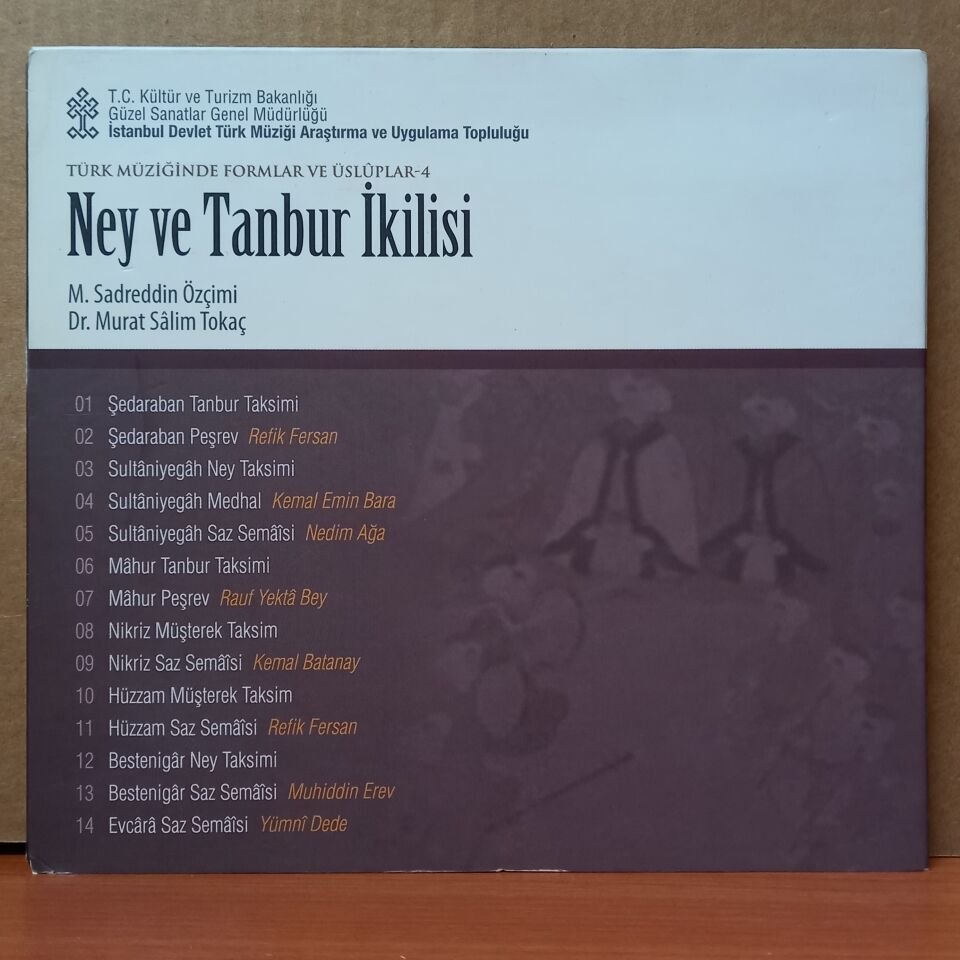 T.C. Kültür ve Turizm Bakanlığı
Güzel Sanatlar Genel Müdürlüğü
İstanbul Devlet Türk Müziği Araştırma ve Uygulama Topluluğu
TÜRK MÜZİĞİNDE FORMLAR VE ÜSLÛPLAR-4
Ney ve Tanbur İkilisi
M. Sadreddin Özçimi
Dr. Murat Sâlim Tokaç
01 Şedaraban Tanbur Taksimi
02 Şedaraban Peşrev Refik Fersan
03 Sultâniyegâh Ney Taksimi
04 Sultâniyegâh Medhal Kemal Emin Bara
05 Sultâniyegâh Saz Semâîsi Nedim Ağa
06 Mâhur Tanbur Taksimi
07 Mâhur Peşrev Rauf Yektâ Bey
08 Nikriz Müşterek Taksim
09 Nikriz Saz Semâîsi Kemal Batanay
10 Hüzzam Müşterek Taksim
11 Hüzzam Saz Semâîsi Refik Fersan
12 Bestenigâr Ney Taksimi
13 Bestenigâr Saz Semâîsi Muhiddin Erev
14 Evcârâ Saz Semâîsi Yümnî Dede